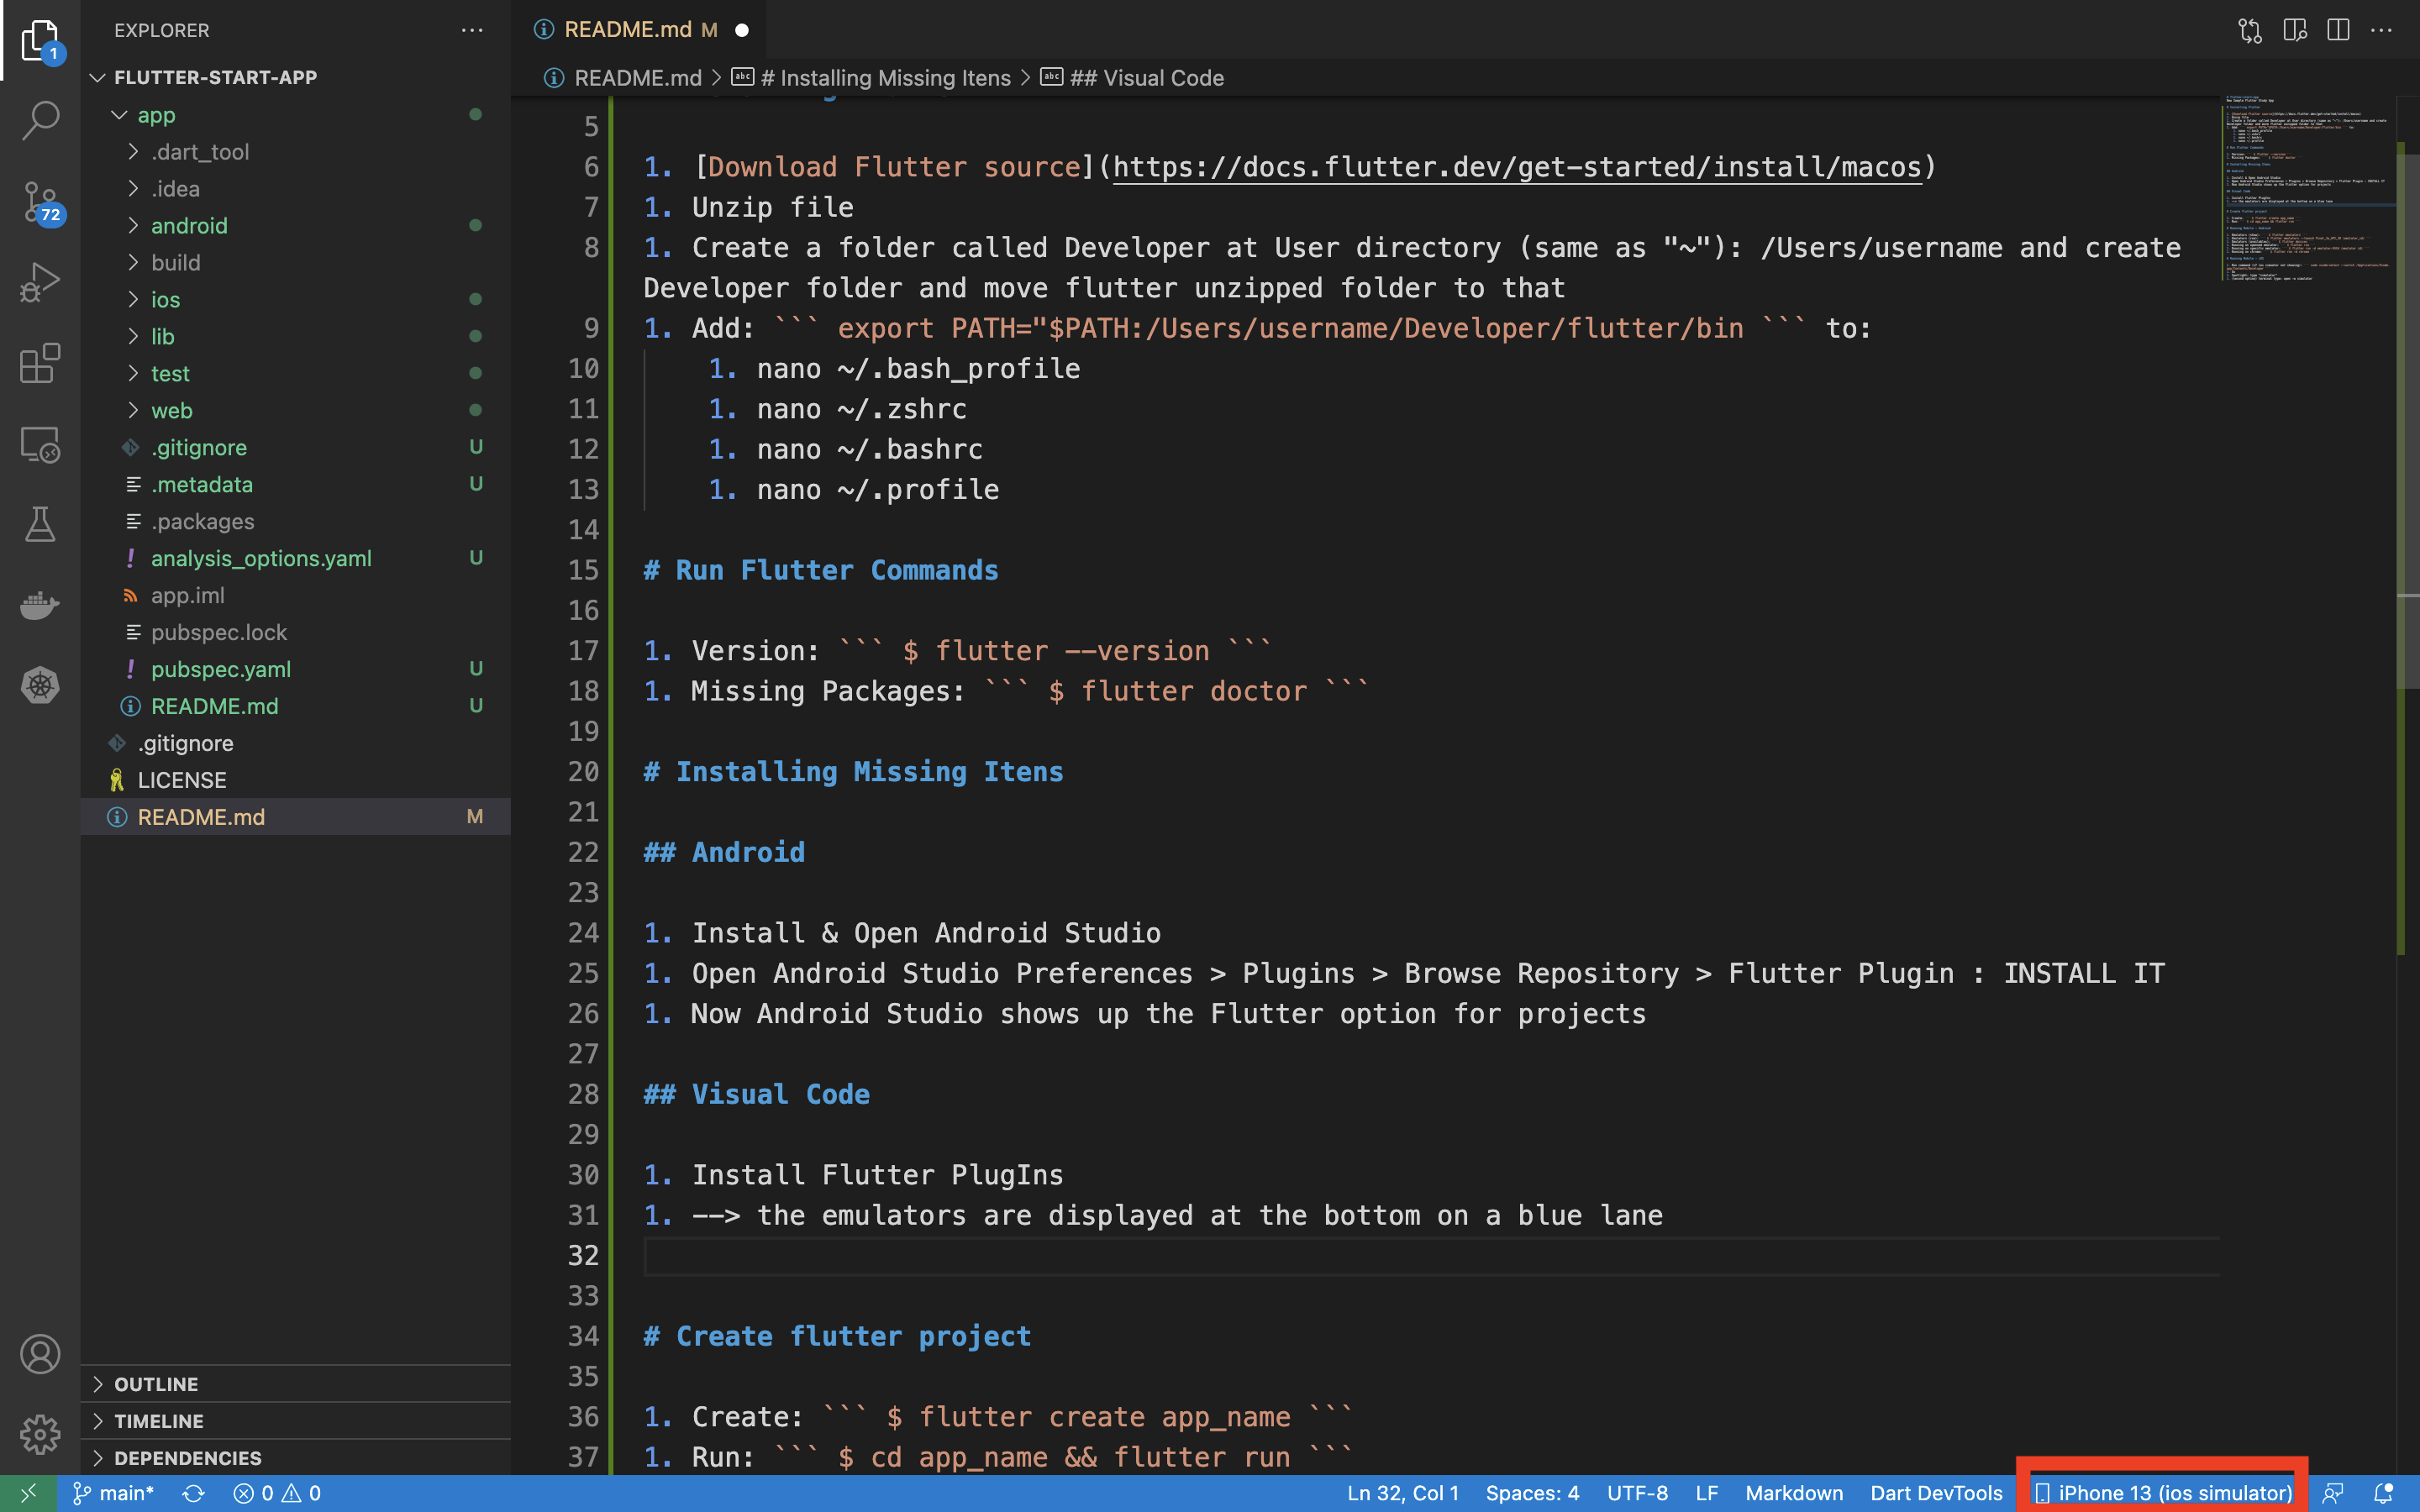 EXPLORER
README.md M
FLUTTER-START-APP
README.md > # Installing Missing Itens > ## Visual Code
1
app
5
.dart_tool
6 1. [Download Flutter source](https://docs.flutter.dev/get-started/install/macos)
.idea
7 1. Unzip file
72
android
8 1. Create a folder called Developer at User directory (same as "~"): /Users/username and create
build
Developer folder and move flutter unzipped folder to that
ios
9 1. Add: ``` export PATH="$PATH:/Users/username/Developer/flutter/bin ``` to:
lib
10 1. nano ~/.bash_profile
test
11 1. nano ~/.zshrc
web
12 1. nano ~/.bashrc
.gitignore U
13 1. nano ~/.profile
.metadata U
14
.packages
15 # Run Flutter Commands
analysis_options.yaml U
16
app.iml
17 1. Version: ``` $ flutter --version ```
pubspec.lock
18 1. Missing Packages: ``` $ flutter doctor ```
pubspec.yaml U
19
README.md U
20 # Installing Missing Itens
.gitignore
21
LICENSE
22 ## Android
README.md M
23
24 1. Install & Open Android Studio
25 1. Open Android Studio Preferences > Plugins > Browse Repository > Flutter Plugin : INSTALL IT
26 1. Now Android Studio shows up the Flutter option for projects
27
28 ## Visual Code
29
30 1. Install Flutter PlugIns
31 1. --> the emulators are displayed at the bottom on a blue lane
32
33
34 # Create flutter project
35
36 1. Create: ``` $ flutter create app_name ```
37 1. Run: ``` $ cd app_name && flutter run ```
OUTLINE
TIMELINE
DEPENDENCIES
main* 0 0 Ln 32, Col 1 Spaces: 4 UTF-8 LF Markdown Dart DevTools iPhone 13 (ios simulator)